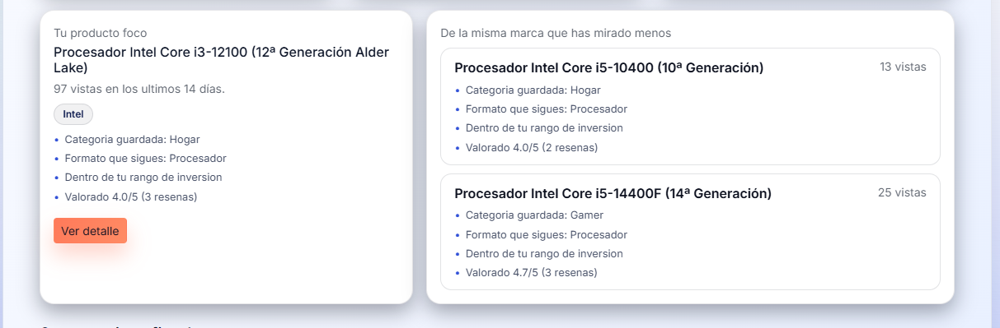 Tu producto foco
Procesador Intel Core i3-12100 (12ª Generación Alder
Lake)
97 vistas en los ultimos 14 días.
Intel
• Categoria guardada: Hogar
• Formato que sigues: Procesador
• Dentro de tu rango de inversion
• Valorado 4.0/5 (3 resenas)
Ver detalle
De la misma marca que has mirado menos
Procesador Intel Core i5-10400 (10ª Generación)
13 vistas
• Categoria guardada: Hogar
• Formato que sigues: Procesador
• Dentro de tu rango de inversion
• Valorado 4.0/5 (2 resenas)
Procesador Intel Core i5-14400F (14ª Generación)
25 vistas
• Categoria guardada: Gamer
• Formato que sigues: Procesador
• Dentro de tu rango de inversion
• Valorado 4.7/5 (3 resenas)